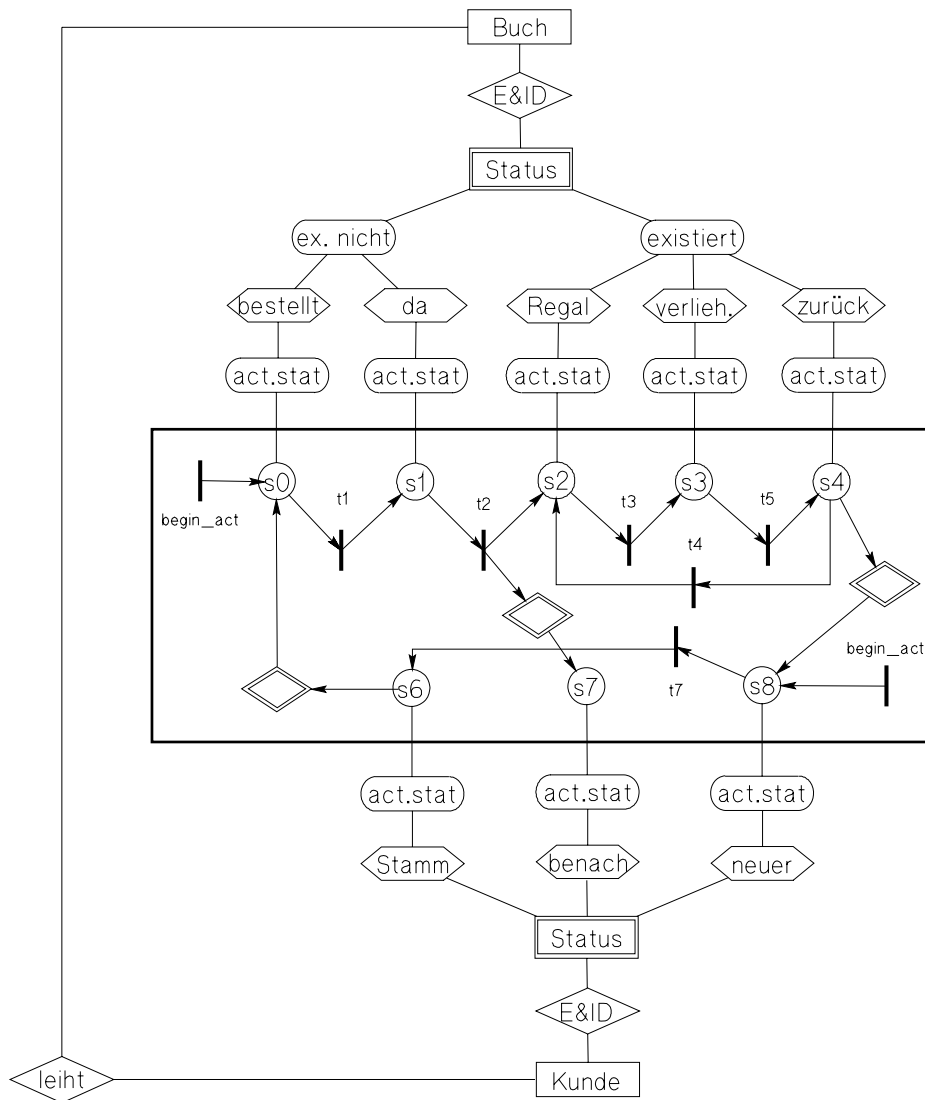 Buch
E&ID
Status
ex. nicht
existiert
bestellt
da
Regal
verlieh.
zurück
act.stat
act.stat
act.stat
act.stat
act.stat
s0
s1
s2
s3
s4
t1
t2
t3
t5
begin_act
t4
begin_act
s6
s7
t7
s8
act.stat
act.stat
act.stat
Stamm
benach
neuer
Status
E&ID
leiht
Kunde